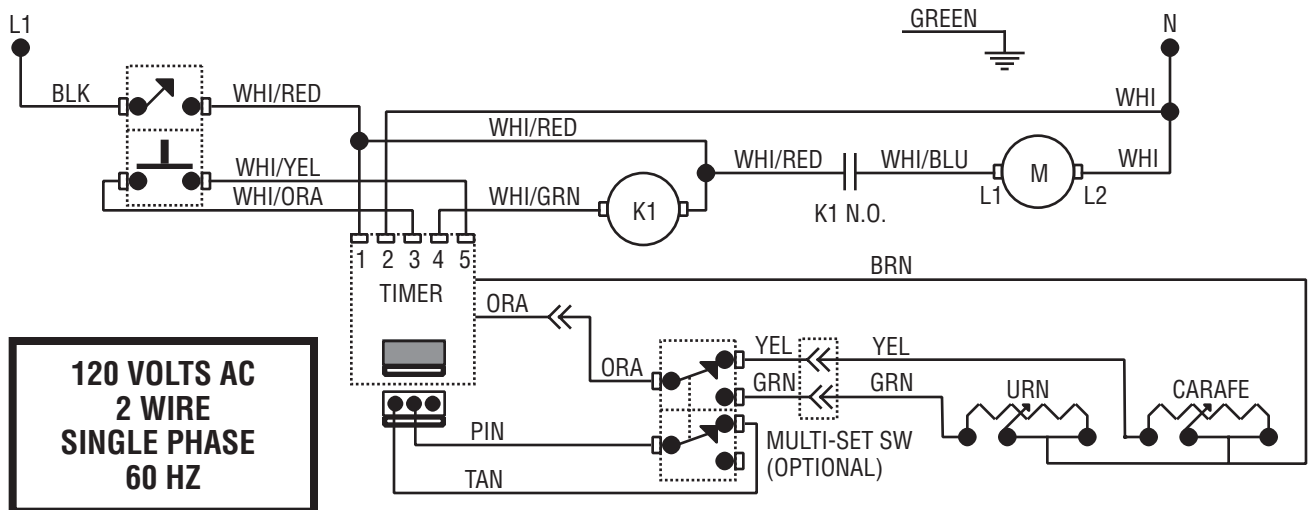 L1
GREEN
N
BLK
WHI/RED
WHI
WHI/RED
WHI/YEL
WHI/RED
WHI/BLU
WHI
WHI/ORA
WHI/GRN
K1
M
L1
L2
K1 N.O.
1 2 3 4 5
TIMER
BRN
ORA
ORA
YEL
YEL
GRN
GRN
URN
CARAFE
PIN
MULTI-SET SW
(OPTIONAL)
TAN
120 VOLTS AC
2 WIRE
SINGLE PHASE
60 HZ